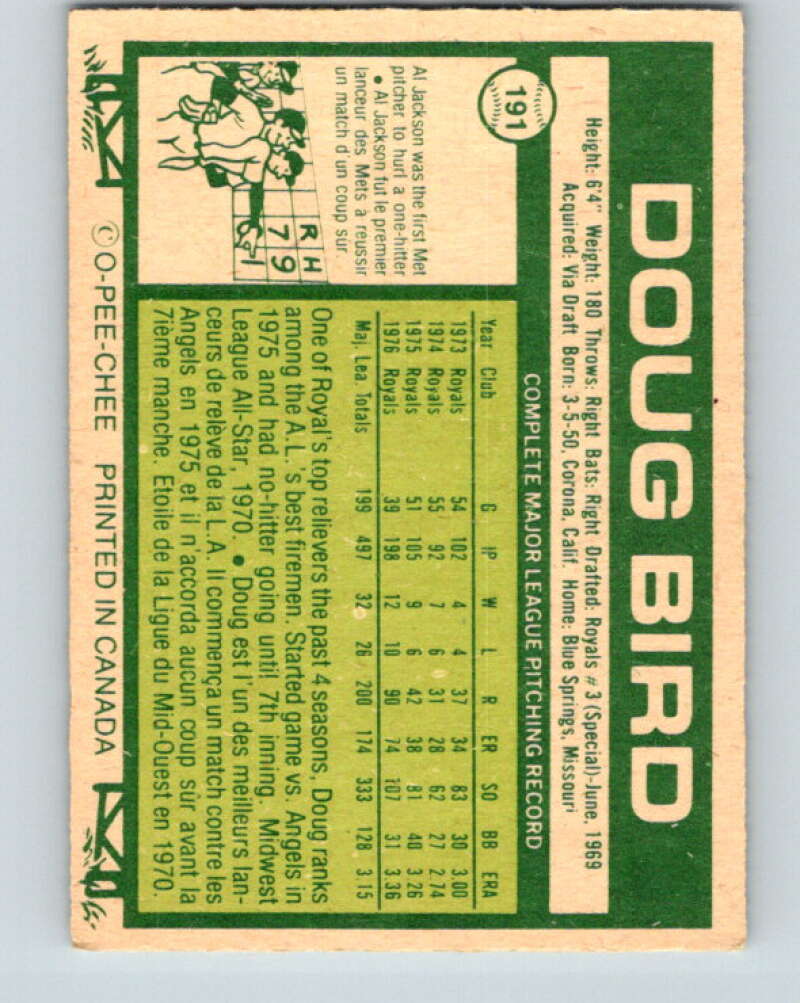 191
DOUG BIRD
Height: 6'4" Weight: 180 Throws: Right Bats: Right Drafted: Royals #3 (Special)-June, 1969
Acquired: Via Draft Born: 3-5-50, Corona, Calif. Home: Blue Springs, Missouri
COMPLETE MAJOR LEAGUE PITCHING RECORD
Year Club G IP W L R ER SO BB ERA
1973 Royals 54 102 4 4 37 34 83 30 3.00
1974 Royals 55 92 7 6 31 28 62 27 2.74
1975 Royals 51 105 9 6 42 38 81 40 3.26
1976 Royals 39 198 12 10 90 74 107 31 3.36
Maj. Lea. Totals 199 497 32 26 200 174 333 128 3.15
Al Jackson was the first Met
pitcher to hurl a one-hitter
• Al Jackson fut le premier
lanceur des Mets à réussir
un match d'un coup sur.
R H
7 9
1
One of Royal's top relievers the past 4 seasons, Doug ranks
among the A.L.'s best firemen. Started game vs. Angels in
1975 and had no-hitter going until 7th inning. Midwest
League All-Star, 1970. • Doug est l'un des meilleurs lan-
ceurs de relève de la L.A. Il commença un match contre les
Angels en 1975 et il n'accorda aucun coup sûr avant la
7ième manche. Etoile de la Ligue du Mid-Ouest en 1970.
© O-PEE-CHEE PRINTED IN CANADA